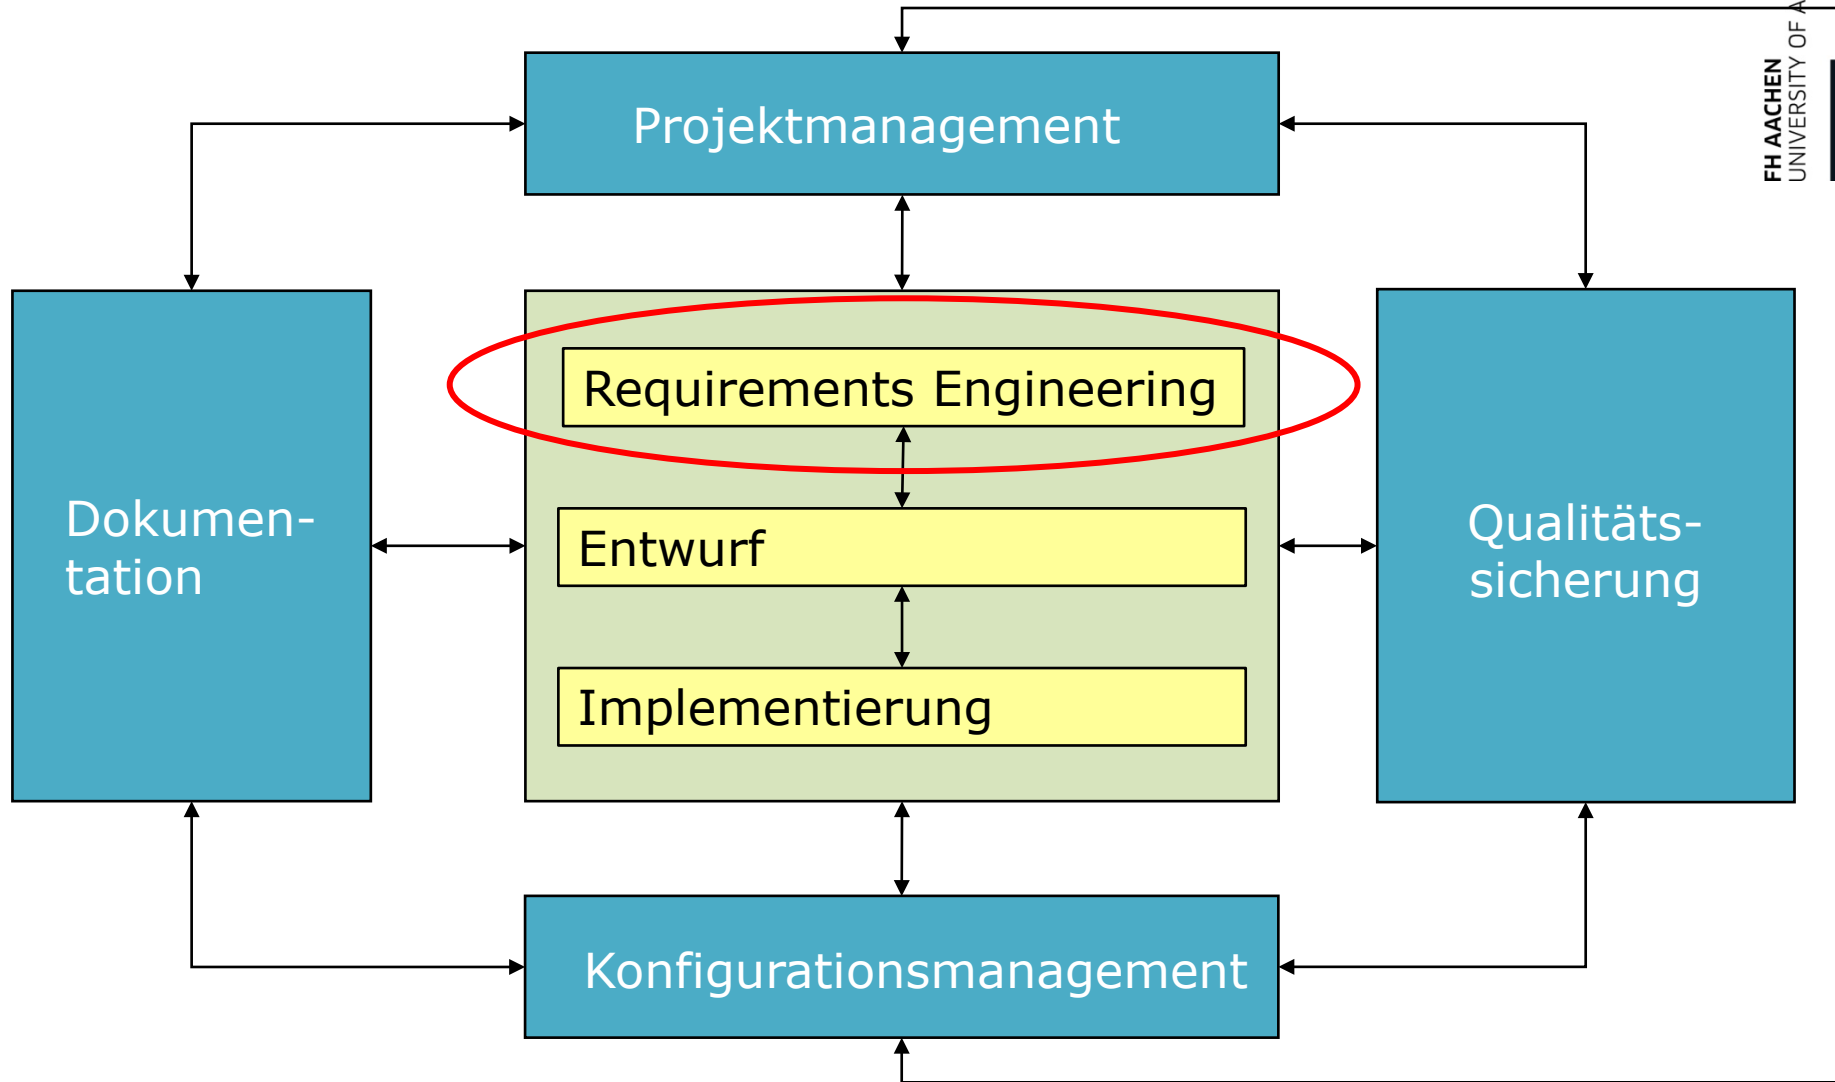 Projektmanagement
FH AACHEN
UNIVERSITY OF
Requirements Engineering
Dokumen-
tation
Entwurf
Qualitäts-
sicherung
Implementierung
Konfigurationsmanagement